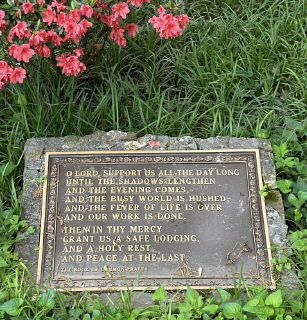 O LORD, SUPPORT US ALL THE DAY LONG
UNTIL THE SHADOWS LENGTHEN
AND THE EVENING COMES,
AND THE BUSY WORLD IS HUSHED,
AND THE FEVER OF LIFE IS OVER
AND OUR WORK IS DONE.
THEN IN THY MERCY
GRANT US A SAFE LODGING,
AND A HOLY REST,
AND PEACE AT THE LAST.
THE BOOK OF COMMON PRAYER